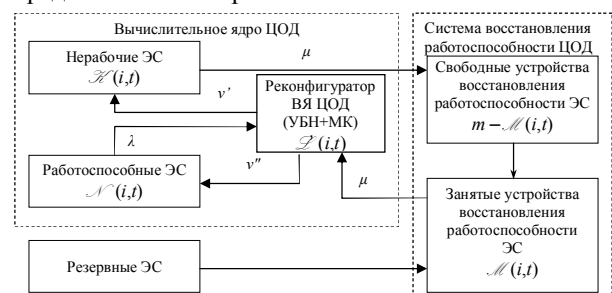 Вычислительное ядро ЦОД
Нерабочие ЭС
𝒦(i,t)
μ
ν'
Реконфигуратор
ВЯ ЦОД
(УБН+МК)
ℒ(i,t)
λ
Работоспособные ЭС
𝒩(i,t)
ν″
μ
Резервные ЭС
Система восстановления
работоспособности ЦОД
Свободные устройства
восстановления
работоспособности ЭС
m − ℳ(i,t)
Занятые устройства
восстановления
работоспособности
ЭС
ℳ(i,t)